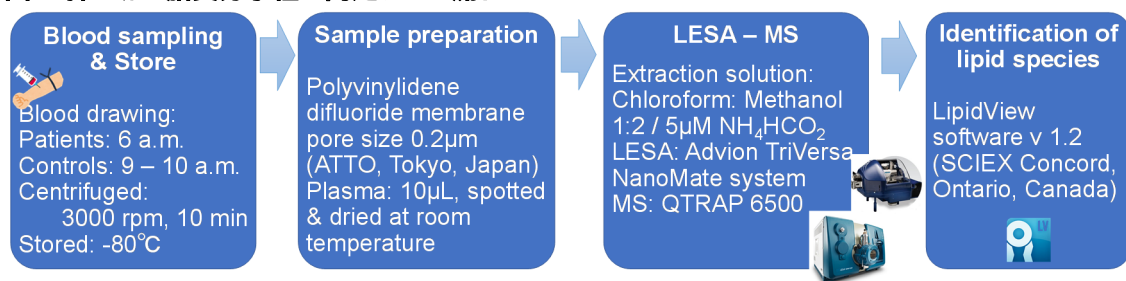 Blood sampling
& Store
Blood drawing:
Patients: 6 a.m.
Controls: 9 – 10 a.m.
Centrifuged:
3000 rpm, 10 min
Stored: -80℃
Sample preparation
Polyvinylidene
difluoride membrane
pore size 0.2µm
(ATTO, Tokyo, Japan)
Plasma: 10µL, spotted
& dried at room
temperature
LESA – MS
Extraction solution:
Chloroform: Methanol
1:2 / 5µM NH₄HCO₂
LESA: Advion TriVersa
NanoMate system
MS: QTRAP 6500
Identification of
lipid species
LipidView
software v 1.2
(SCIEX Concord,
Ontario, Canada)
LV